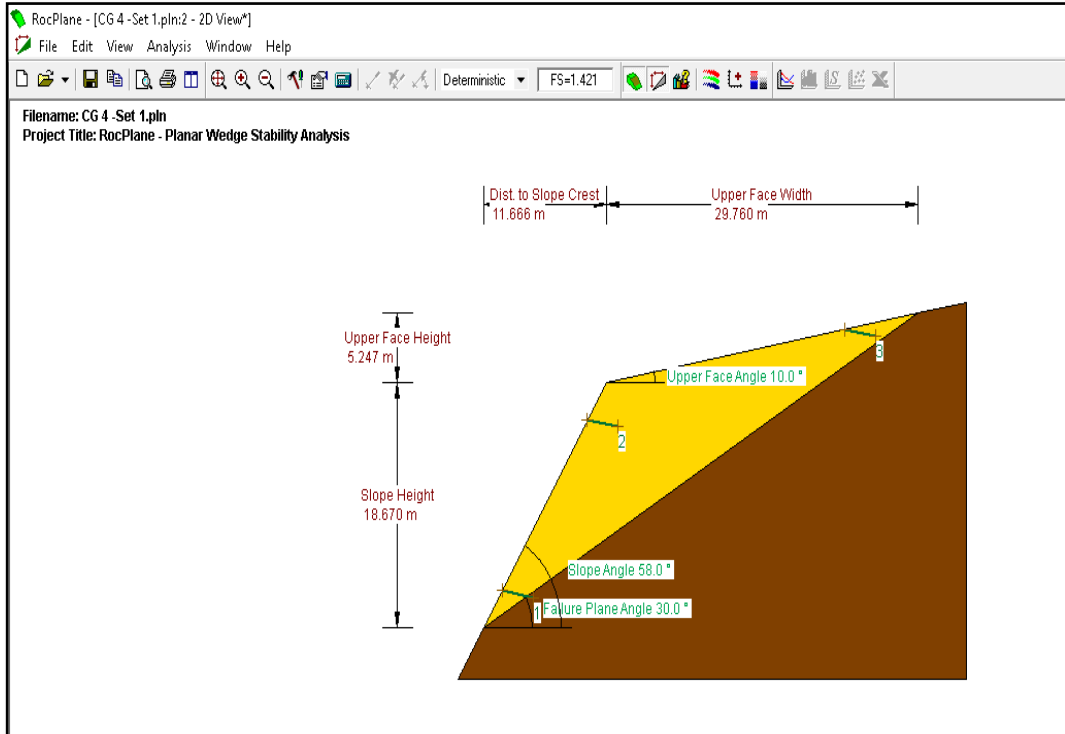 RocPlane - [CG 4 -Set 1.pln:2 - 2D View*]
File Edit View Analysis Window Help
Deterministic FS=1.421
Filename: CG 4 -Set 1.pln
Project Title: RocPlane - Planar Wedge Stability Analysis
Dist. to Slope Crest
11.666 m
Upper Face Width
29.760 m
Upper Face Height
5.247 m
3
Upper Face Angle 10.0 °
2
Slope Height
18.670 m
Slope Angle 58.0 °
1
Failure Plane Angle 30.0 °